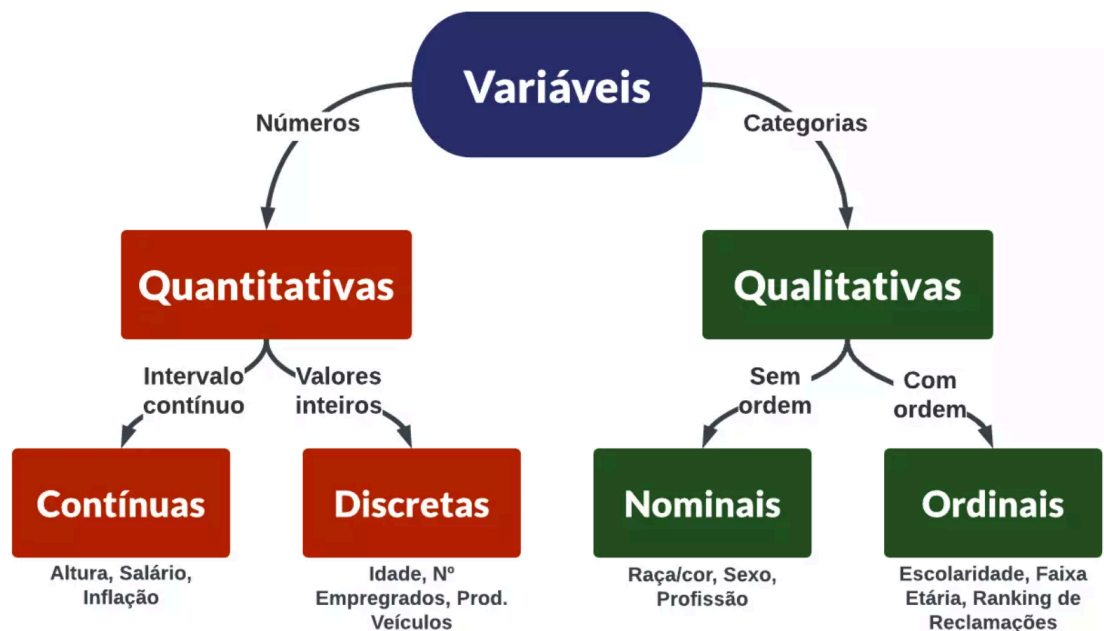 Variáveis
Números
Categorias
Quantitativas
Qualitativas
Intervalo
contínuo
Valores
inteiros
Sem
ordem
Com
ordem
Contínuas
Discretas
Nominais
Ordinais
Altura, Salário,
Inflação
Idade, Nº
Empregrados, Prod.
Veículos
Raça/cor, Sexo,
Profissão
Escolaridade, Faixa
Etária, Ranking de
Reclamações